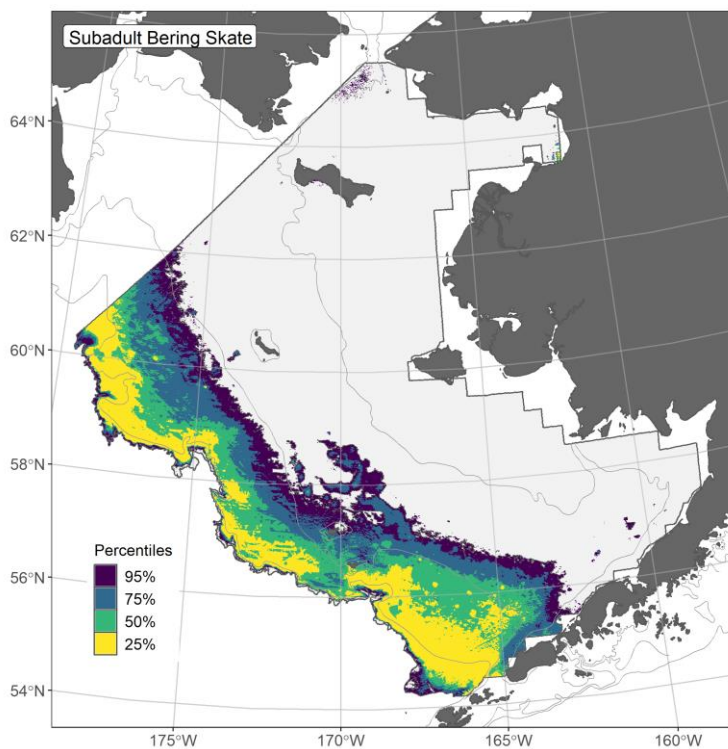 Subadult Bering Skate
64°N
62°N
60°N
58°N
56°N
54°N
Percentiles
95%
75%
50%
25%
175°W
170°W
165°W
160°W